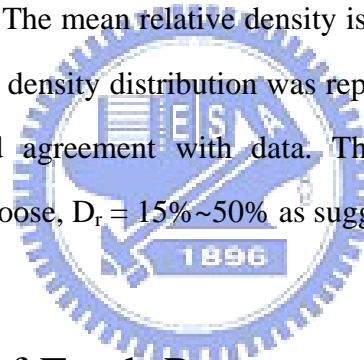 The mean relative density is
density distribution was rep
agreement with data. Th
oose, Dr = 15%~50% as sugg
E S A
1896